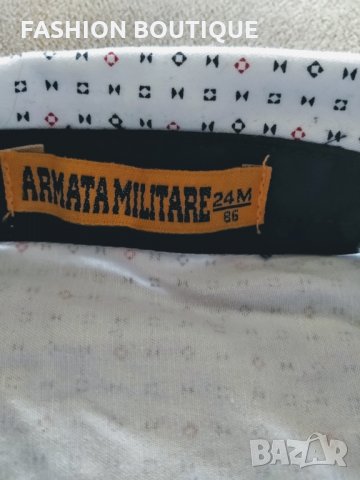 FASHION BOUTIQUE
ARMATA MILITARE 24M
86
BAZAR